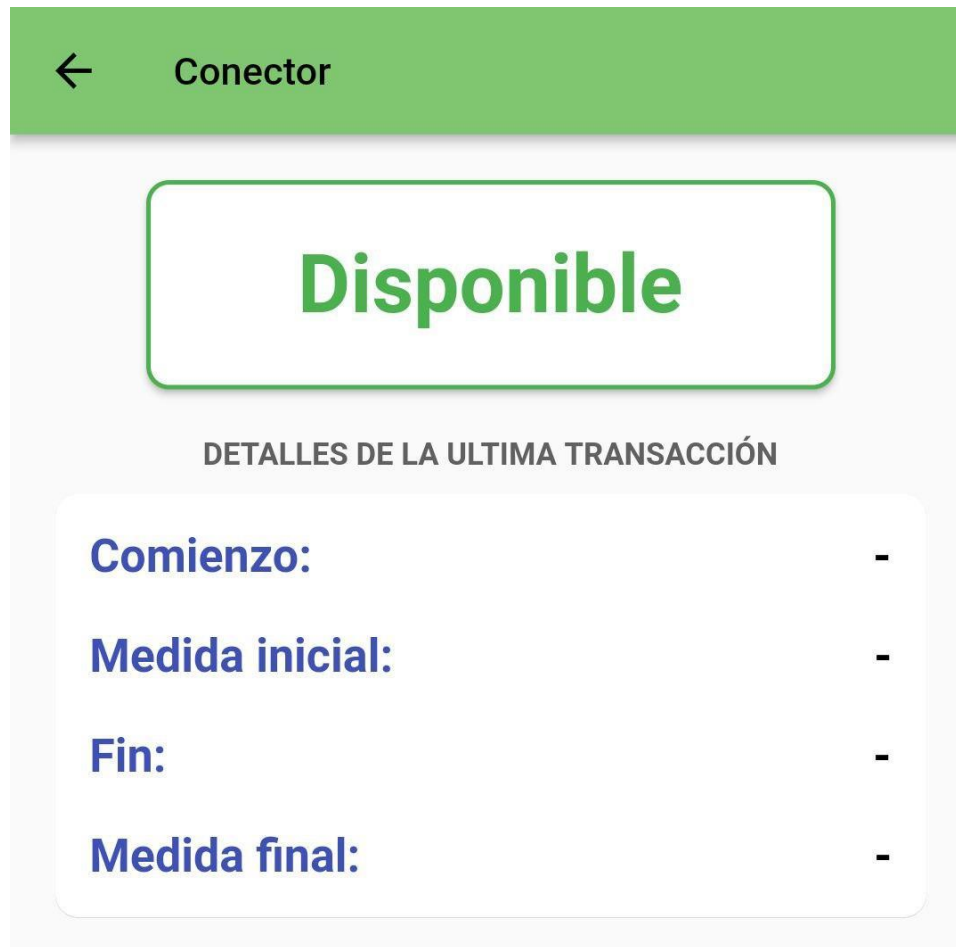 Conector
Disponible
DETALLES DE LA ULTIMA TRANSACCIÓN
Comienzo: -
Medida inicial: -
Fin: -
Medida final: -